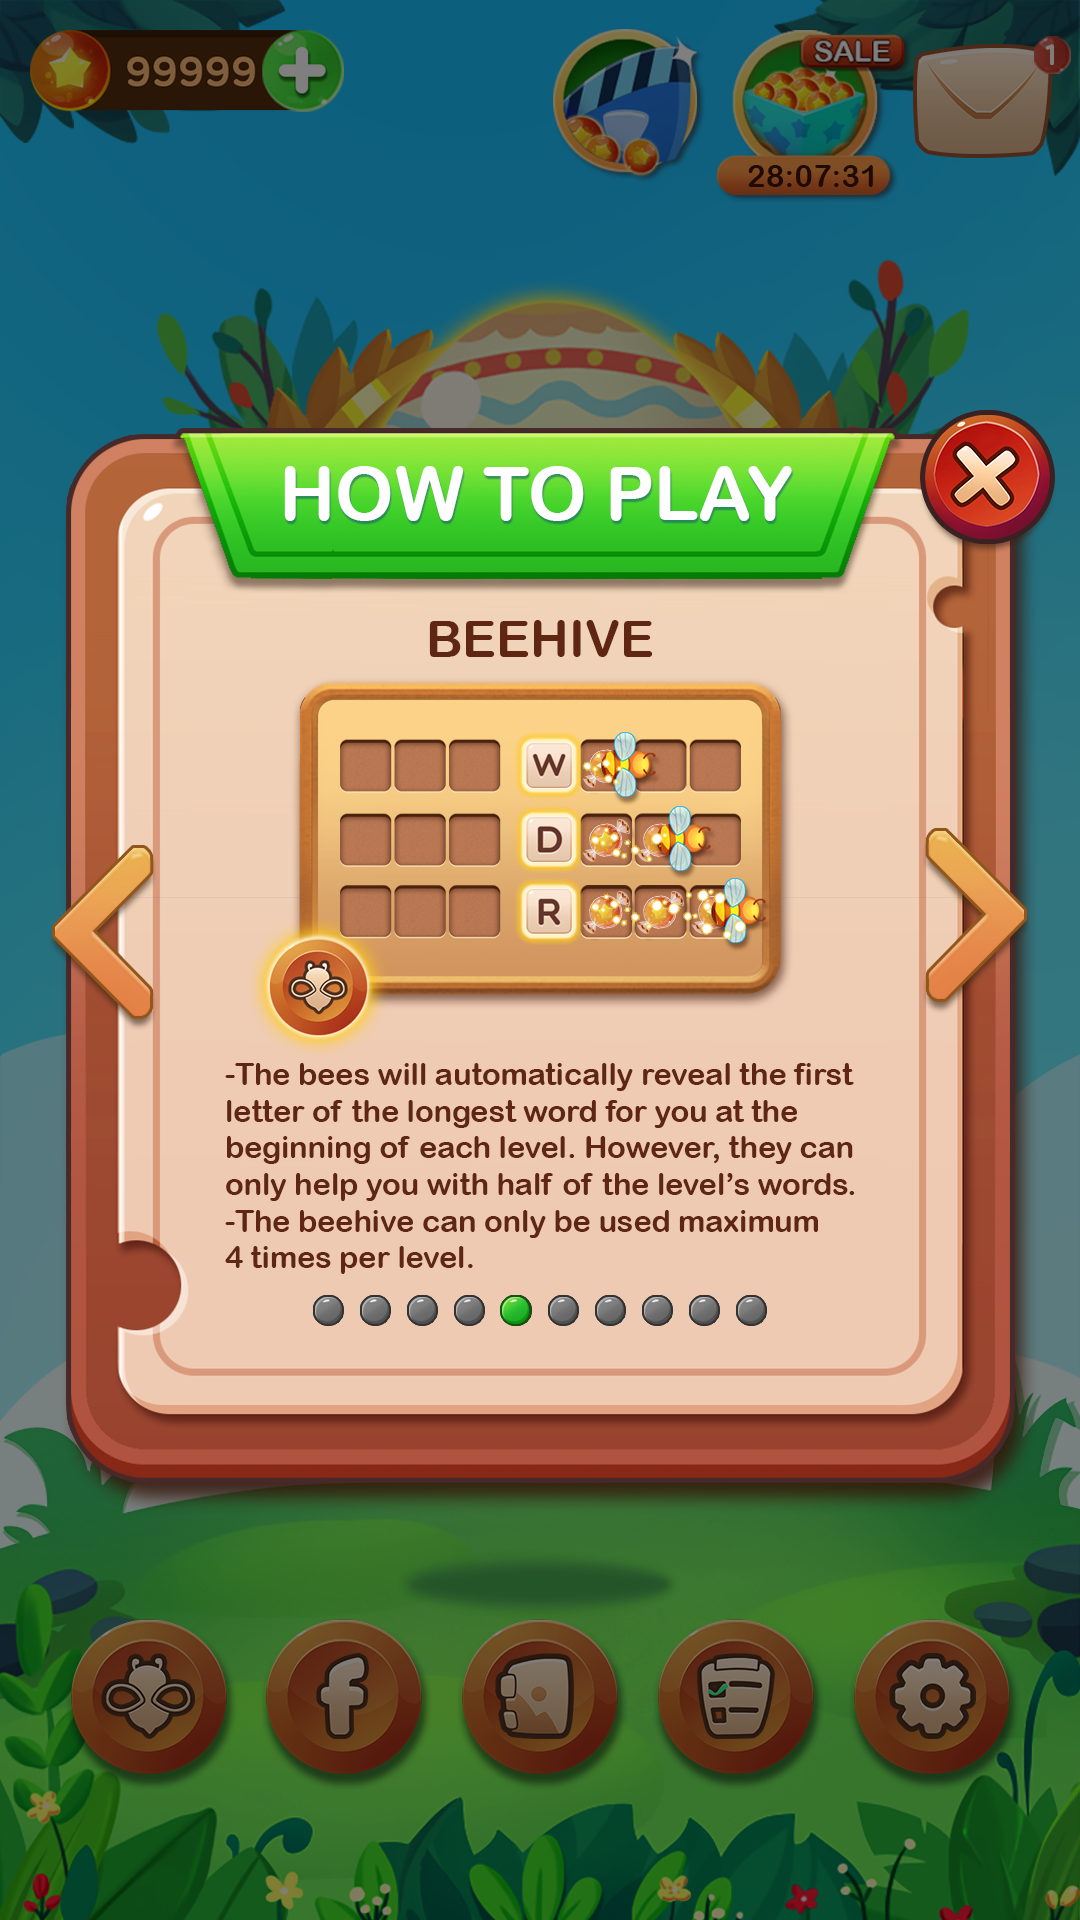 99999
SALE
1
28:07:31
HOW TO PLAY
BEEHIVE
W
D
R
-The bees will automatically reveal the first
letter of the longest word for you at the
beginning of each level. However, they can
only help you with half of the level’s words.
-The beehive can only be used maximum
4 times per level.
f